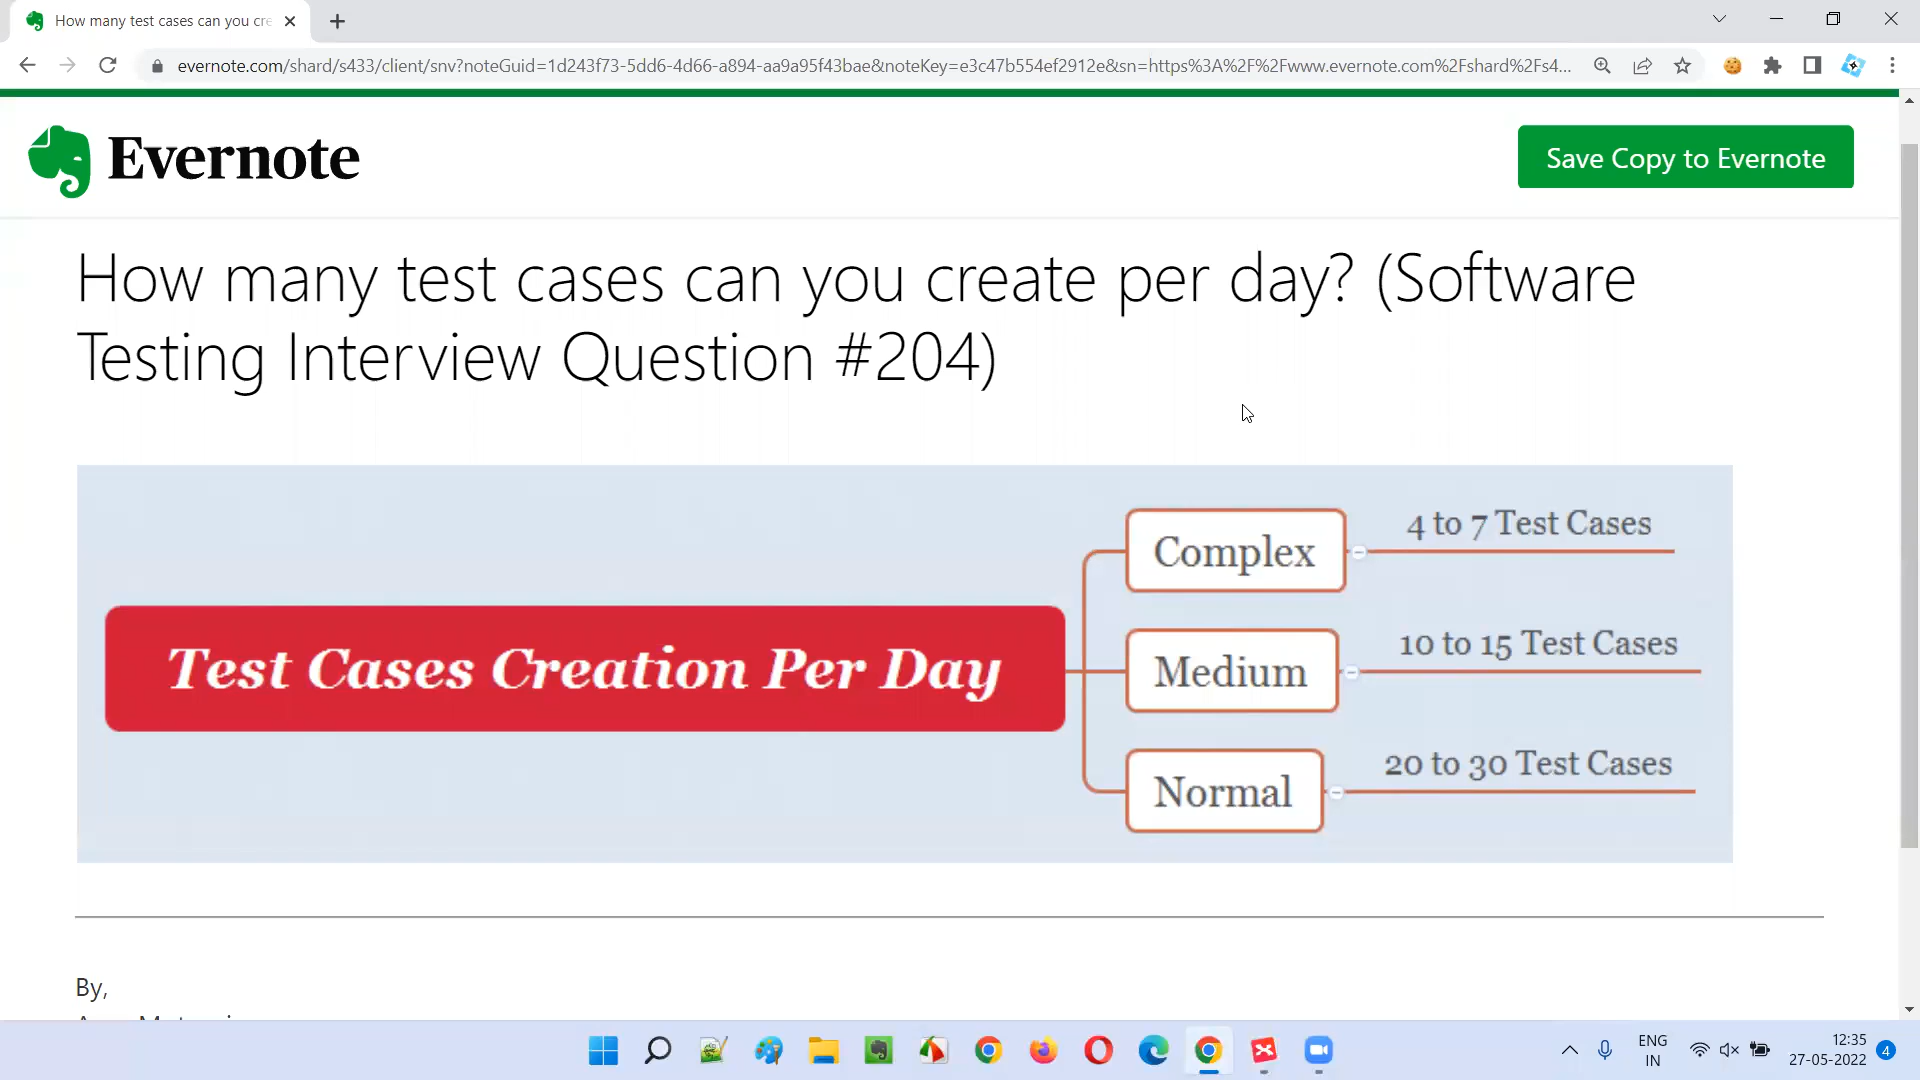 How many test cases can you cre
evernote.com/shard/s433/client/snv?noteGuid=1d243f73-5dd6-4d66-a894-aa9a95f43bae&noteKey=e3c47b554ef2912e&sn=https%3A%2F%2Fwww.evernote.com%2Fshard%2Fs4...
Evernote
Save Copy to Evernote
How many test cases can you create per day? (Software
Testing Interview Question #204)
Test Cases Creation Per Day
Complex
4 to 7 Test Cases
Medium
10 to 15 Test Cases
Normal
20 to 30 Test Cases
By,
ENG
IN
12:35
27-05-2022
4